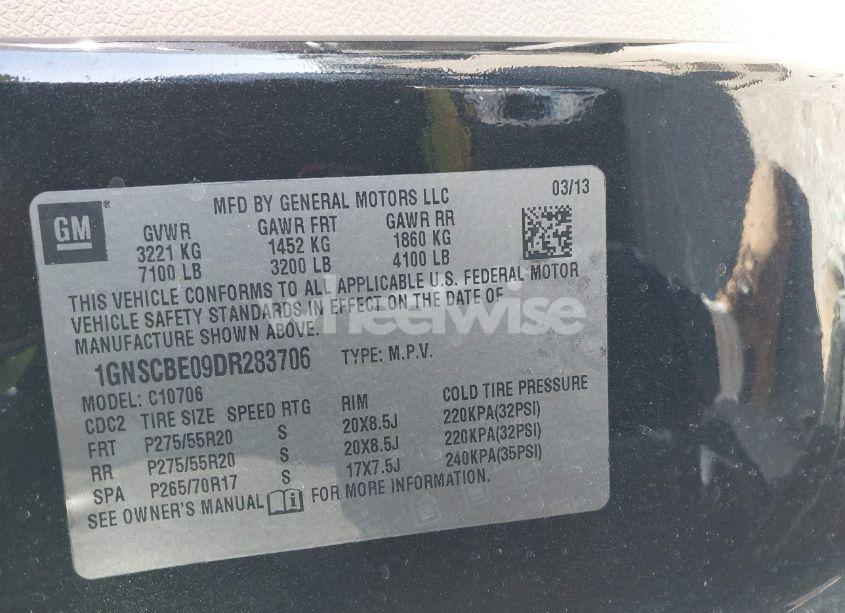 GM
MFD BY GENERAL MOTORS LLC
03/13
GVWR GAWR FRT GAWR RR
3221 KG 1452 KG 1860 KG
7100 LB 3200 LB 4100 LB
THIS VEHICLE CONFORMS TO ALL APPLICABLE U.S. FEDERAL MOTOR
VEHICLE SAFETY STANDARDS IN EFFECT ON THE DATE OF
MANUFACTURE SHOWN ABOVE.
wheelwise
1GNSCBE09DR283706 TYPE: M.P.V.
MODEL: C10706
CDC2 TIRE SIZE SPEED RTG RIM COLD TIRE PRESSURE
FRT P275/55R20 S 20X8.5J 220KPA(32PSI)
RR P275/55R20 S 20X8.5J 220KPA(32PSI)
SPA P265/70R17 S 17X7.5J 240KPA(35PSI)
SEE OWNER'S MANUAL FOR MORE INFORMATION.